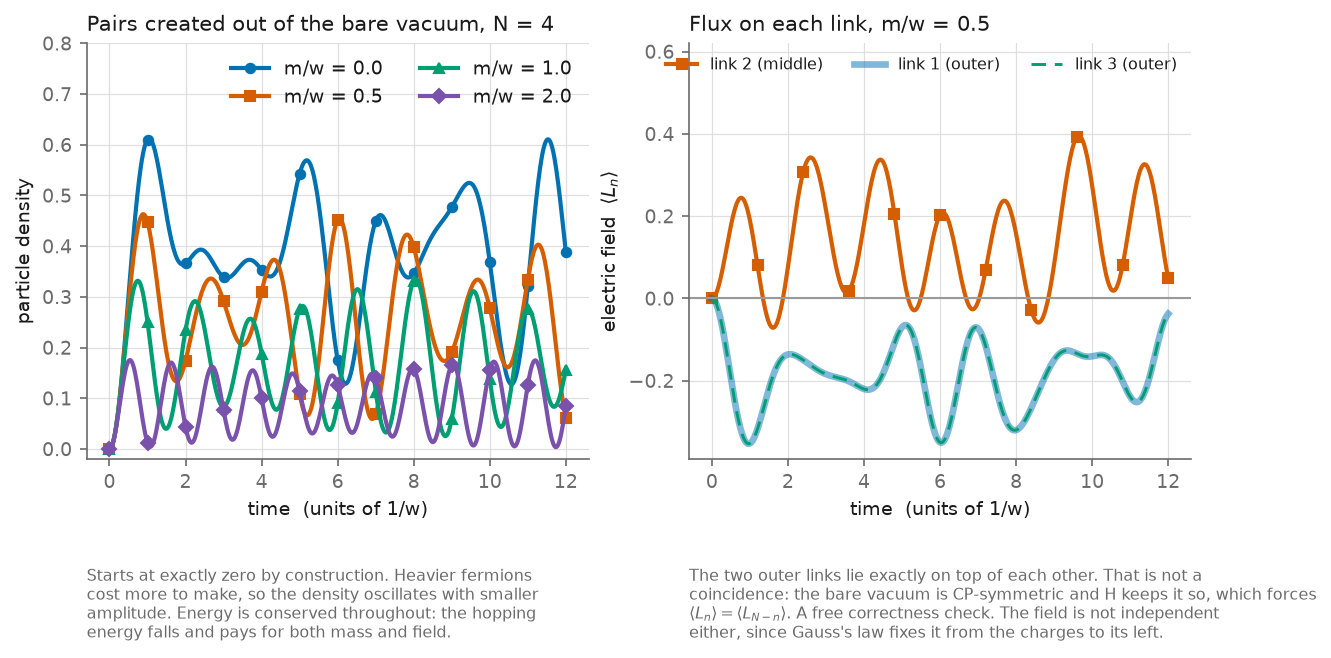 Pairs created out of the bare vacuum, N = 4
0.8
0.7
0.6
0.5
0.4
0.3
0.2
0.1
0.0
particle density
m/w = 0.0
m/w = 0.5
m/w = 1.0
m/w = 2.0
0 2 4 6 8 10 12
time (units of 1/w)
Starts at exactly zero by construction. Heavier fermions
cost more to make, so the density oscillates with smaller
amplitude. Energy is conserved throughout: the hopping
energy falls and pays for both mass and field.
Flux on each link, m/w = 0.5
0.6
0.4
0.2
0.0
−0.2
electric field ⟨Lₙ⟩
link 2 (middle)
link 1 (outer)
link 3 (outer)
0 2 4 6 8 10 12
time (units of 1/w)
The two outer links lie exactly on top of each other. That is not a
coincidence: the bare vacuum is CP-symmetric and H keeps it so, which forces
⟨Lₙ⟩ = ⟨L_{N−n}⟩. A free correctness check. The field is not independent
either, since Gauss's law fixes it from the charges to its left.